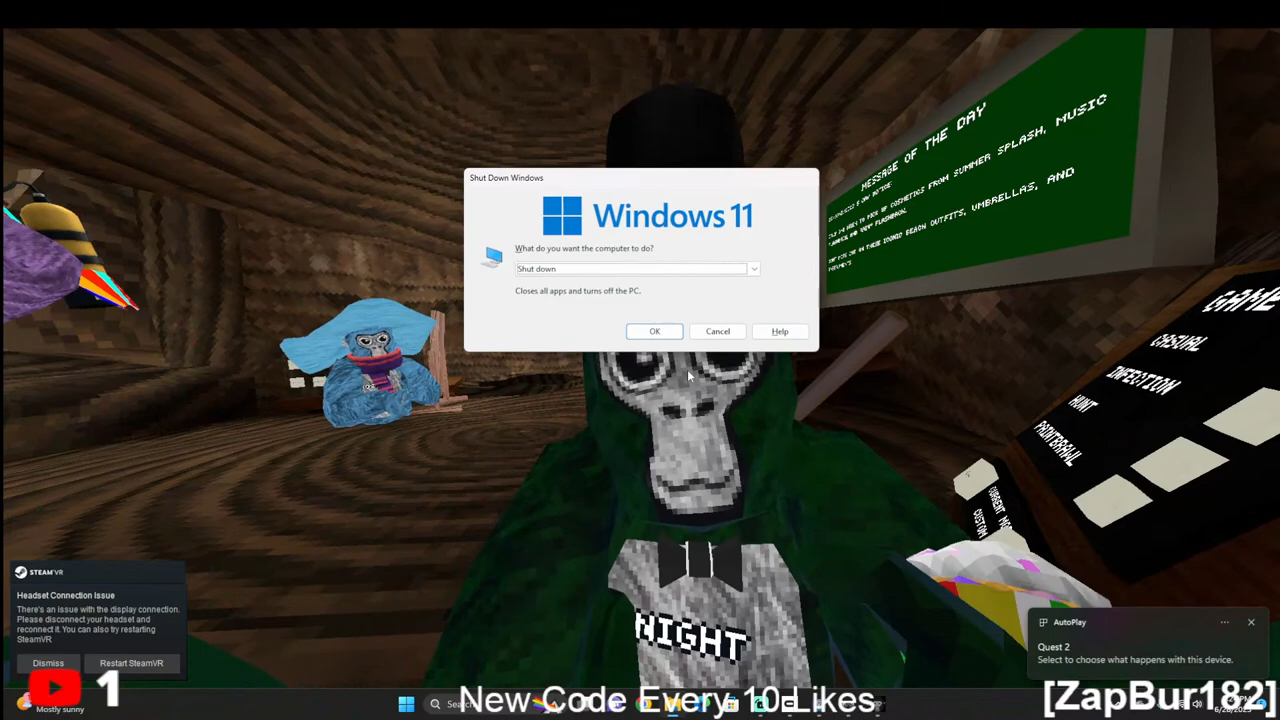 MESSAGE OF THE DAY
FROM SUMMER SPLASH, MUSIC
BEACH OUTFITS, UMBRELLAS, AND
Shut Down Windows
Windows 11
What do you want the computer to do?
Shut down
Closes all apps and turns off the PC.
OK
Cancel
Help
GAME
CASUAL
INFECTION
HUNT
PAINTBRAWL
CURRENT
CUSTOM
NIGHT
STEAMVR
Headset Connection Issue
There's an issue with the display connection.
Please disconnect your headset and
reconnect it. You can also try restarting
SteamVR
Dismiss
Restart SteamVR
AutoPlay
Quest 2
Select to choose what happens with this device.
1
Mostly sunny
New Code Every 10 Likes
[ZapBur182]